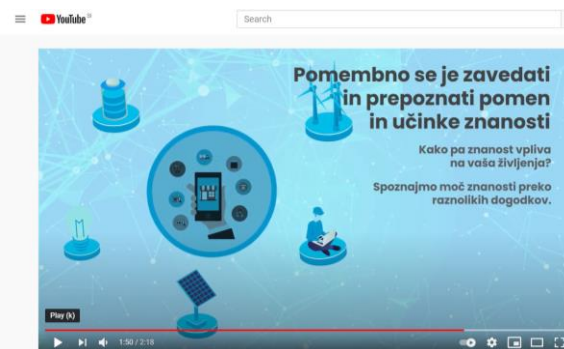 YouTube
Search
Pomembno se je zavedati
in prepoznati pomen
in učinke znanosti
Kako pa znanost vpliva
na vaša življenja?
Spoznajmo moč znanosti preko
raznolikih dogodkov.
Play (k)
1:50 / 2:18